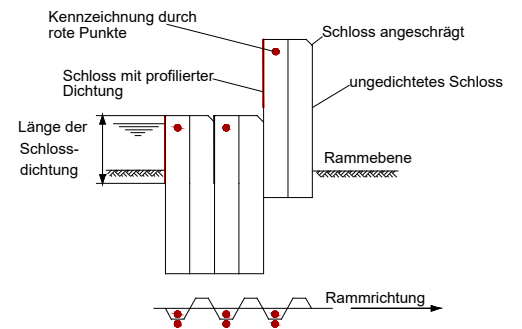 Kennzeichnung durch
rote Punkte
Schloss angeschrägt
Schloss mit profilierter
Dichtung
ungedichtetes Schloss
Länge der
Schloss-
dichtung
Rammebene
Rammrichtung